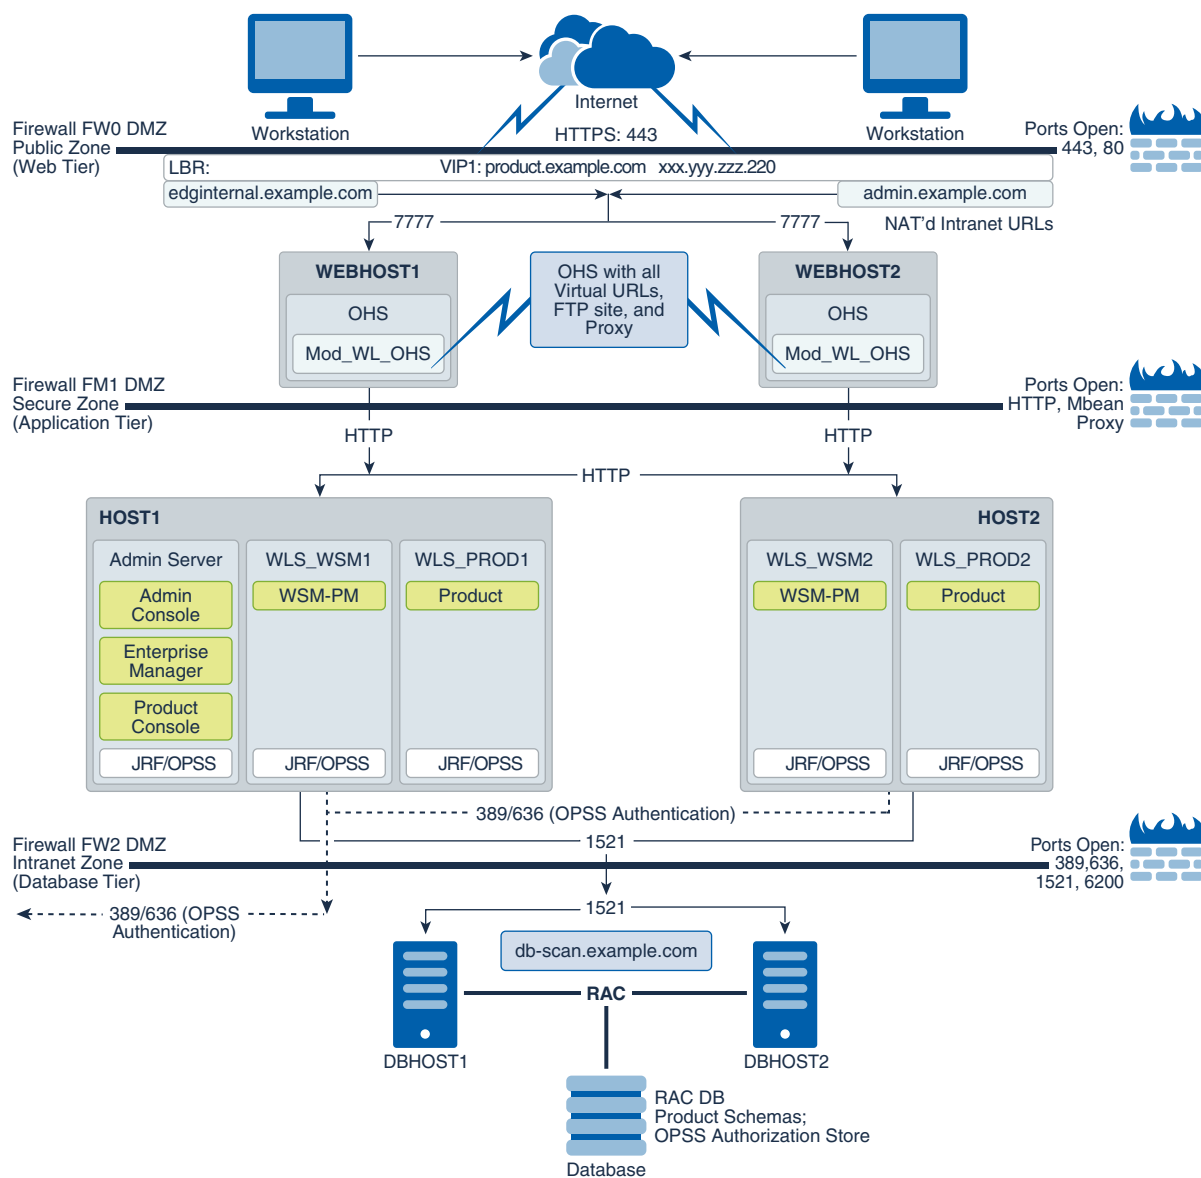 Workstation
Internet
Workstation
HTTPS: 443
Firewall FW0 DMZ
Public Zone
(Web Tier)
Ports Open:
443, 80
LBR:
VIP1: product.example.com xxx.yyy.zzz.220
edginternal.example.com
admin.example.com
7777
7777
NAT'd Intranet URLs
WEBHOST1
OHS
Mod_WL_OHS
OHS with all
Virtual URLs,
FTP site, and
Proxy
WEBHOST2
OHS
Mod_WL_OHS
Firewall FM1 DMZ
Secure Zone
(Application Tier)
Ports Open:
HTTP, Mbean
Proxy
HTTP
HTTP
HTTP
HOST1
Admin Server
Admin
Console
Enterprise
Manager
Product
Console
JRF/OPSS
WLS_WSM1
WSM-PM
JRF/OPSS
WLS_PROD1
Product
JRF/OPSS
HOST2
WLS_WSM2
WSM-PM
JRF/OPSS
WLS_PROD2
Product
JRF/OPSS
389/636 (OPSS Authentication)
1521
Firewall FW2 DMZ
Intranet Zone
(Database Tier)
Ports Open:
389,636,
1521, 6200
389/636 (OPSS
Authentication)
1521
db-scan.example.com
RAC
DBHOST1
DBHOST2
RAC DB
Product Schemas;
OPSS Authorization Store
Database